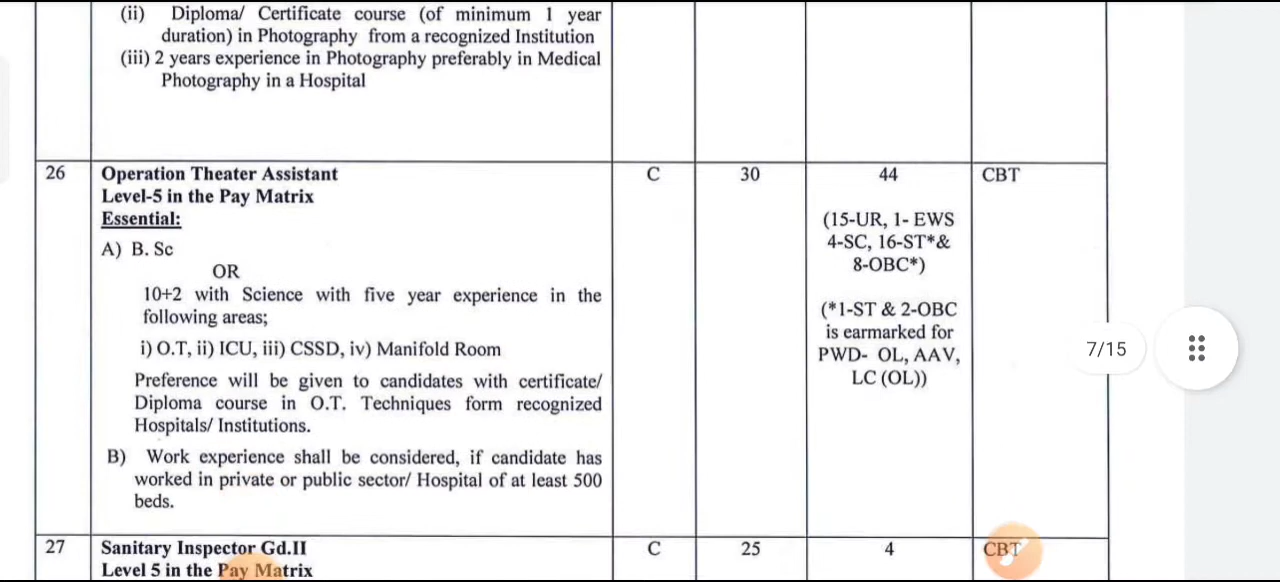 (ii) Diploma/ Certificate course (of minimum 1 year
duration) in Photography from a recognized Institution
(iii) 2 years experience in Photography preferably in Medical
Photography in a Hospital
26
Operation Theater Assistant
Level-5 in the Pay Matrix
Essential:
A) B. Sc
OR
10+2 with Science with five year experience in the
following areas;
i) O.T, ii) ICU, iii) CSSD, iv) Manifold Room
Preference will be given to candidates with certificate/
Diploma course in O.T. Techniques form recognized
Hospitals/ Institutions.
B) Work experience shall be considered, if candidate has
worked in private or public sector/ Hospital of at least 500
beds.
C
30
44
(15-UR, 1- EWS
4-SC, 16-ST*&
8-OBC*)
(*1-ST & 2-OBC
is earmarked for
PWD- OL, AAV,
LC (OL))
CBT
7/15
27
Sanitary Inspector Gd.II
Level 5 in the Pay Matrix
C
25
4
CBT